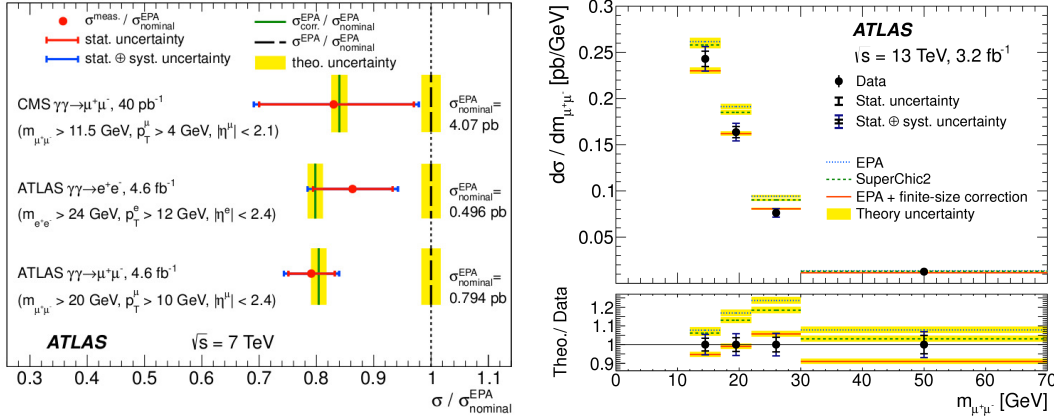 σ^meas. / σ^EPA_nominal
stat. uncertainty
stat. ⊕ syst. uncertainty
σ^EPA_corr. / σ^EPA_nominal
σ^EPA / σ^EPA_nominal
theo. uncertainty
CMS γγ→μ⁺μ⁻, 40 pb⁻¹
(m_μ⁺μ⁻ > 11.5 GeV, p_T^μ > 4 GeV, |η^μ| < 2.1)
σ^EPA_nominal=
4.07 pb
ATLAS γγ→e⁺e⁻, 4.6 fb⁻¹
(m_e⁺e⁻ > 24 GeV, p_T^e > 12 GeV, |η^e| < 2.4)
σ^EPA_nominal=
0.496 pb
ATLAS γγ→μ⁺μ⁻, 4.6 fb⁻¹
(m_μ⁺μ⁻ > 20 GeV, p_T^μ > 10 GeV, |η^μ| < 2.4)
σ^EPA_nominal=
0.794 pb
ATLAS √s = 7 TeV
0.3 0.4 0.5 0.6 0.7 0.8 0.9 1 1.1
σ / σ^EPA_nominal
dσ / dm_μ⁺μ⁻ [pb/GeV]
0.3
0.25
0.2
0.15
0.1
0.05
ATLAS
√s = 13 TeV, 3.2 fb⁻¹
Data
Stat. uncertainty
Stat. ⊕ syst. uncertainty
EPA
SuperChic2
EPA + finite-size correction
Theory uncertainty
Theo./ Data
1.2
1.1
1
0.9
0 10 20 30 40 50 60 70
m_μ⁺μ⁻ [GeV]